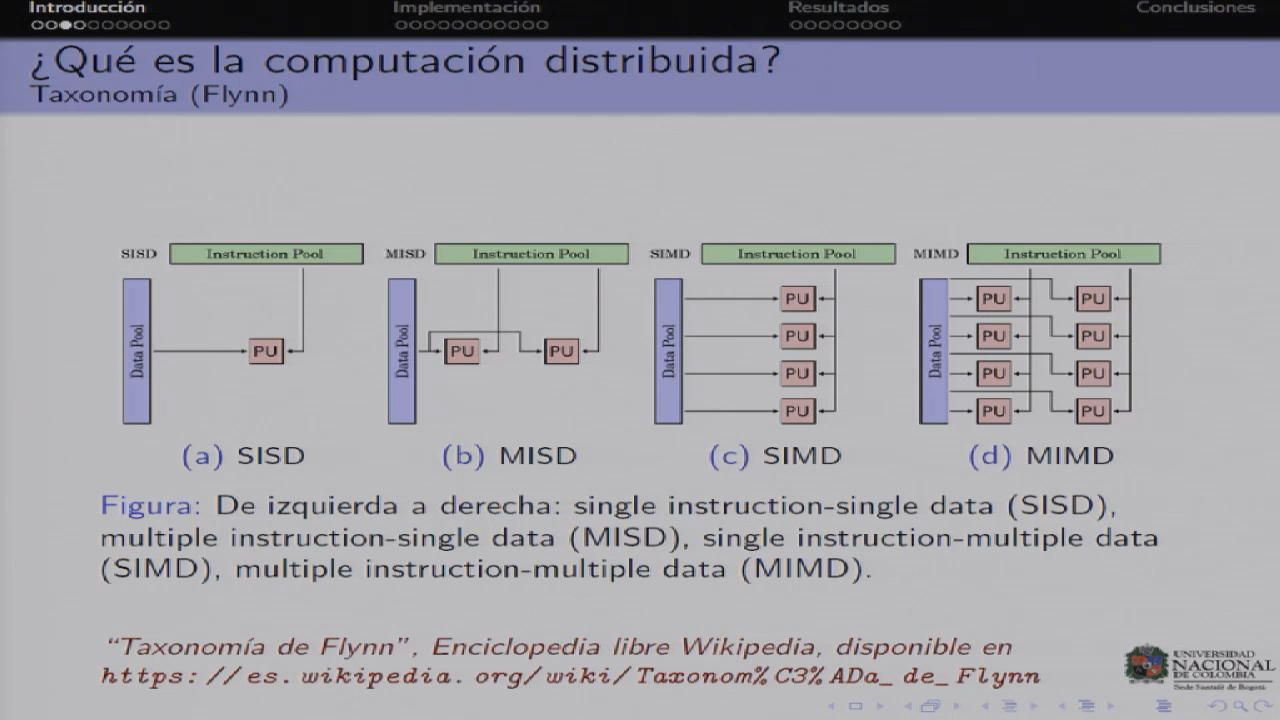 Introducción Implementación Resultados Conclusiones
¿Qué es la computación distribuida?
Taxonomía (Flynn)
SISD Instruction Pool MISD Instruction Pool SIMD Instruction Pool MIMD Instruction Pool
Data Pool PU
Data Pool PU PU
Data Pool PU PU PU PU
Data Pool PU PU PU PU PU PU PU PU
(a) SISD (b) MISD (c) SIMD (d) MIMD
Figura: De izquierda a derecha: single instruction-single data (SISD),
multiple instruction-single data (MISD), single instruction-multiple data
(SIMD), multiple instruction-multiple data (MIMD).
“Taxonomía de Flynn”, Enciclopedia libre Wikipedia, disponible en
https://es.wikipedia.org/wiki/Taxonom%C3%ADa_de_Flynn
UNIVERSIDAD
NACIONAL
DE COLOMBIA
Sede Santafé de Bogotá